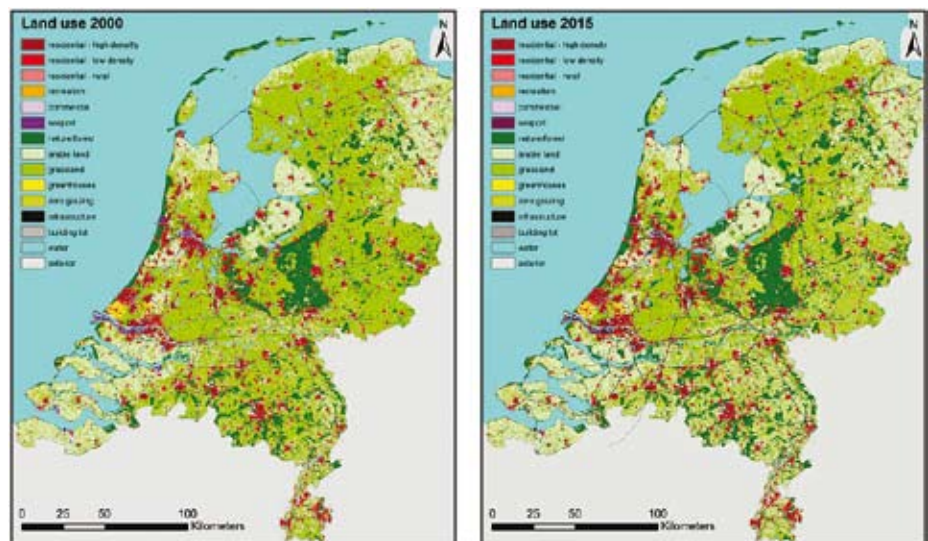 Land use 2000
N
residential - high density
residential - low density
residential - rural
recreation
commercial
seaport
nature/forest
arable land
grassland
greenhouses
zero grazing
infrastructure
building lot
water
exterior
0 25 50 100
Kilometers
Land use 2015
N
residential - high density
residential - low density
residential - rural
recreation
commercial
seaport
nature/forest
arable land
grassland
greenhouses
zero grazing
infrastructure
building lot
water
exterior
0 25 50 100
Kilometers